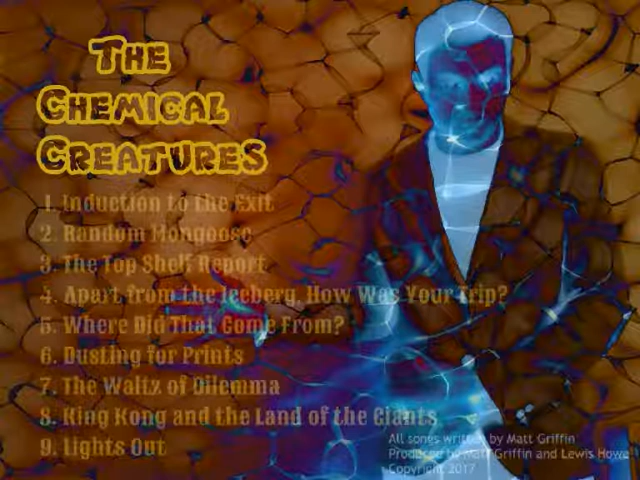 THE
CHEMICAL
CREATURES
1. Induction to the Exit
2. Random Mongoose
3. The Top Shelf Report
4. Apart from the Iceberg, How Was Your Trip?
5. Where Did That Come From?
6. Dusting for Prints
7. The Waltz of Dilemma
8. King Kong and the Land of the Giants
9. Lights Out
All songs written by Matt Griffin
Produced by Matt Griffin and Lewis Howe
Copyright 2017